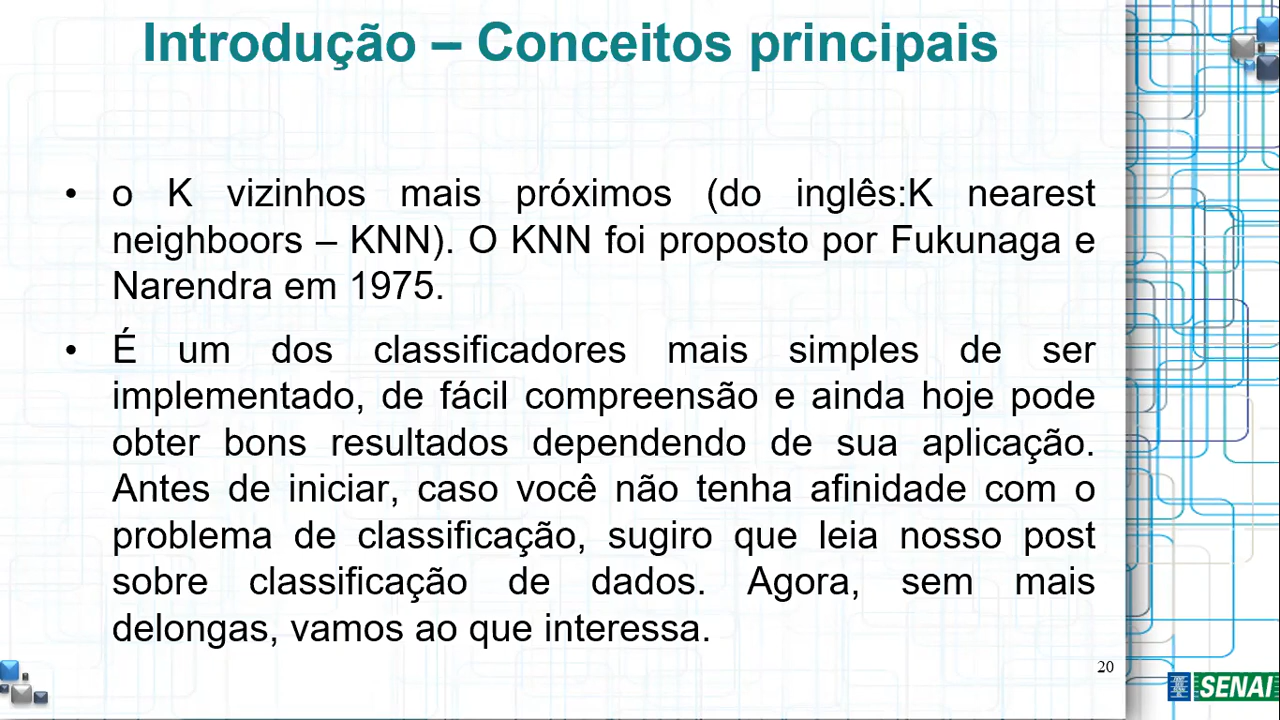 Introdução – Conceitos principais
• o K vizinhos mais próximos (do inglês:K nearest
neighboors – KNN). O KNN foi proposto por Fukunaga e
Narendra em 1975.
• É um dos classificadores mais simples de ser
implementado, de fácil compreensão e ainda hoje pode
obter bons resultados dependendo de sua aplicação.
Antes de iniciar, caso você não tenha afinidade com o
problema de classificação, sugiro que leia nosso post
sobre classificação de dados. Agora, sem mais
delongas, vamos ao que interessa.
20
SENAI